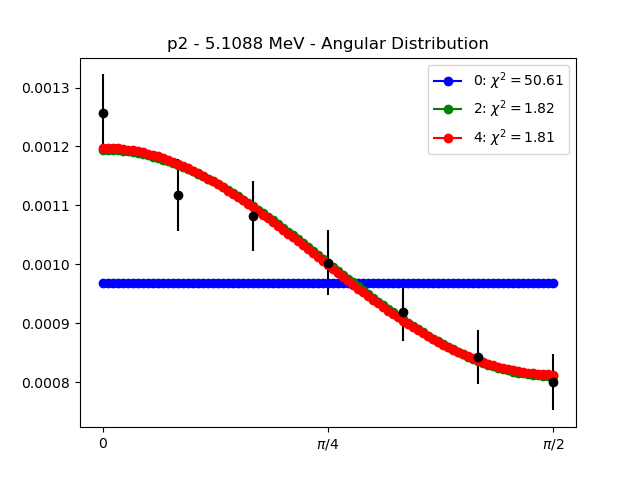 p2 - 5.1088 MeV - Angular Distribution
0: χ² = 50.61
2: χ² = 1.82
4: χ² = 1.81
0.0013
0.0012
0.0011
0.0010
0.0009
0.0008
0 π/4 π/2